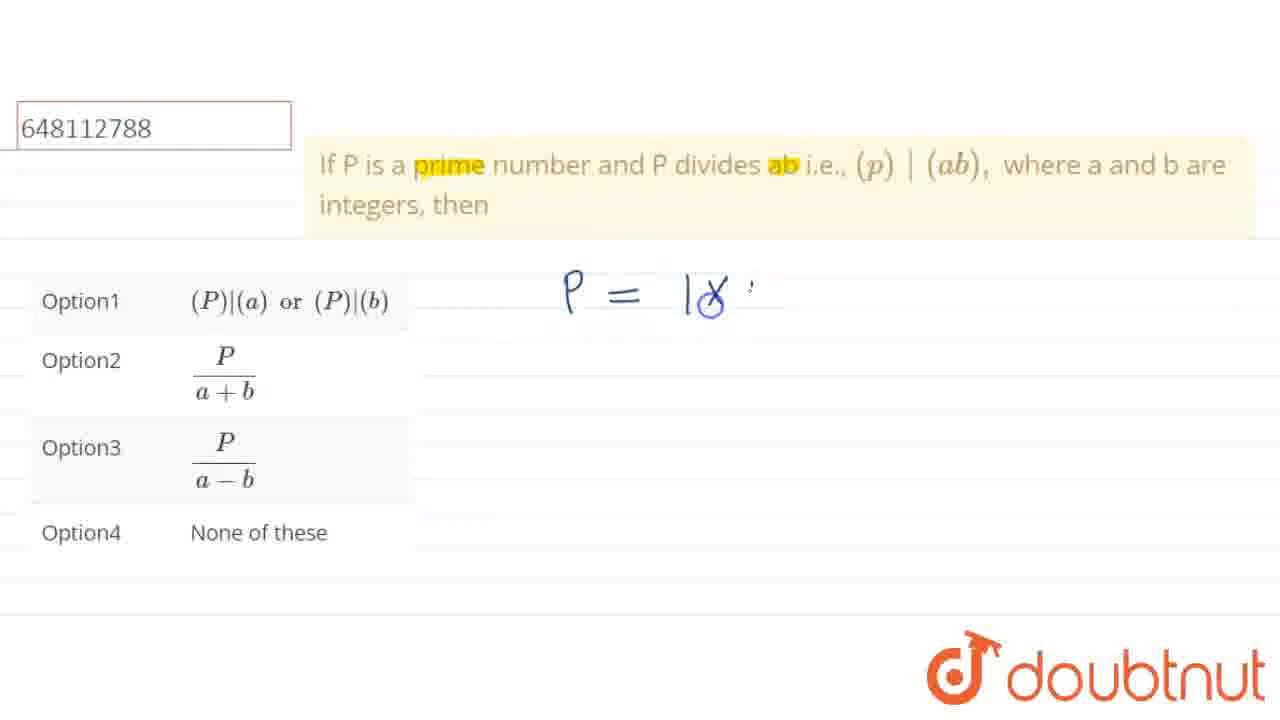 648112788
If P is a prime number and P divides ab i.e., (p) | (ab), where a and b are
integers, then
P = 1 ×
Option1 (P)|(a) or (P)|(b)
Option2 P/(a + b)
Option3 P/(a − b)
Option4 None of these
doubtnut